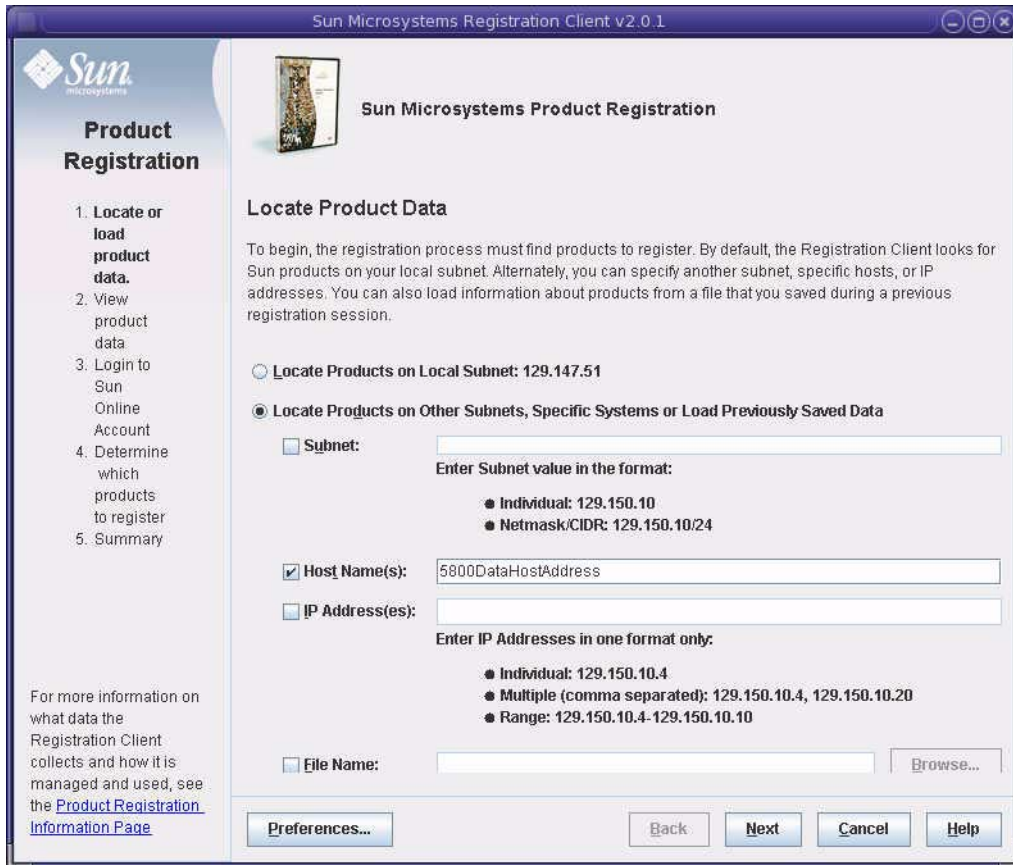 Sun Microsystems Registration Client v2.0.1
Sun
microsystems
Product
Registration
1. Locate or
load
product
data.
2. View
product
data
3. Login to
Sun
Online
Account
4. Determine
which
products
to register
5. Summary
For more information on
what data the
Registration Client
collects and how it is
managed and used, see
the Product Registration
Information Page
Sun Microsystems Product Registration
Locate Product Data
To begin, the registration process must find products to register. By default, the Registration Client looks for
Sun products on your local subnet. Alternately, you can specify another subnet, specific hosts, or IP
addresses. You can also load information about products from a file that you saved during a previous
registration session.
Locate Products on Local Subnet: 129.147.51
Locate Products on Other Subnets, Specific Systems or Load Previously Saved Data
Subnet:
Enter Subnet value in the format:
● Individual: 129.150.10
● Netmask/CIDR: 129.150.10/24
Host Name(s): 5800DataHostAddress
IP Address(es):
Enter IP Addresses in one format only:
● Individual: 129.150.10.4
● Multiple (comma separated): 129.150.10.4, 129.150.10.20
● Range: 129.150.10.4-129.150.10.10
File Name: Browse...
Preferences... Back Next Cancel Help